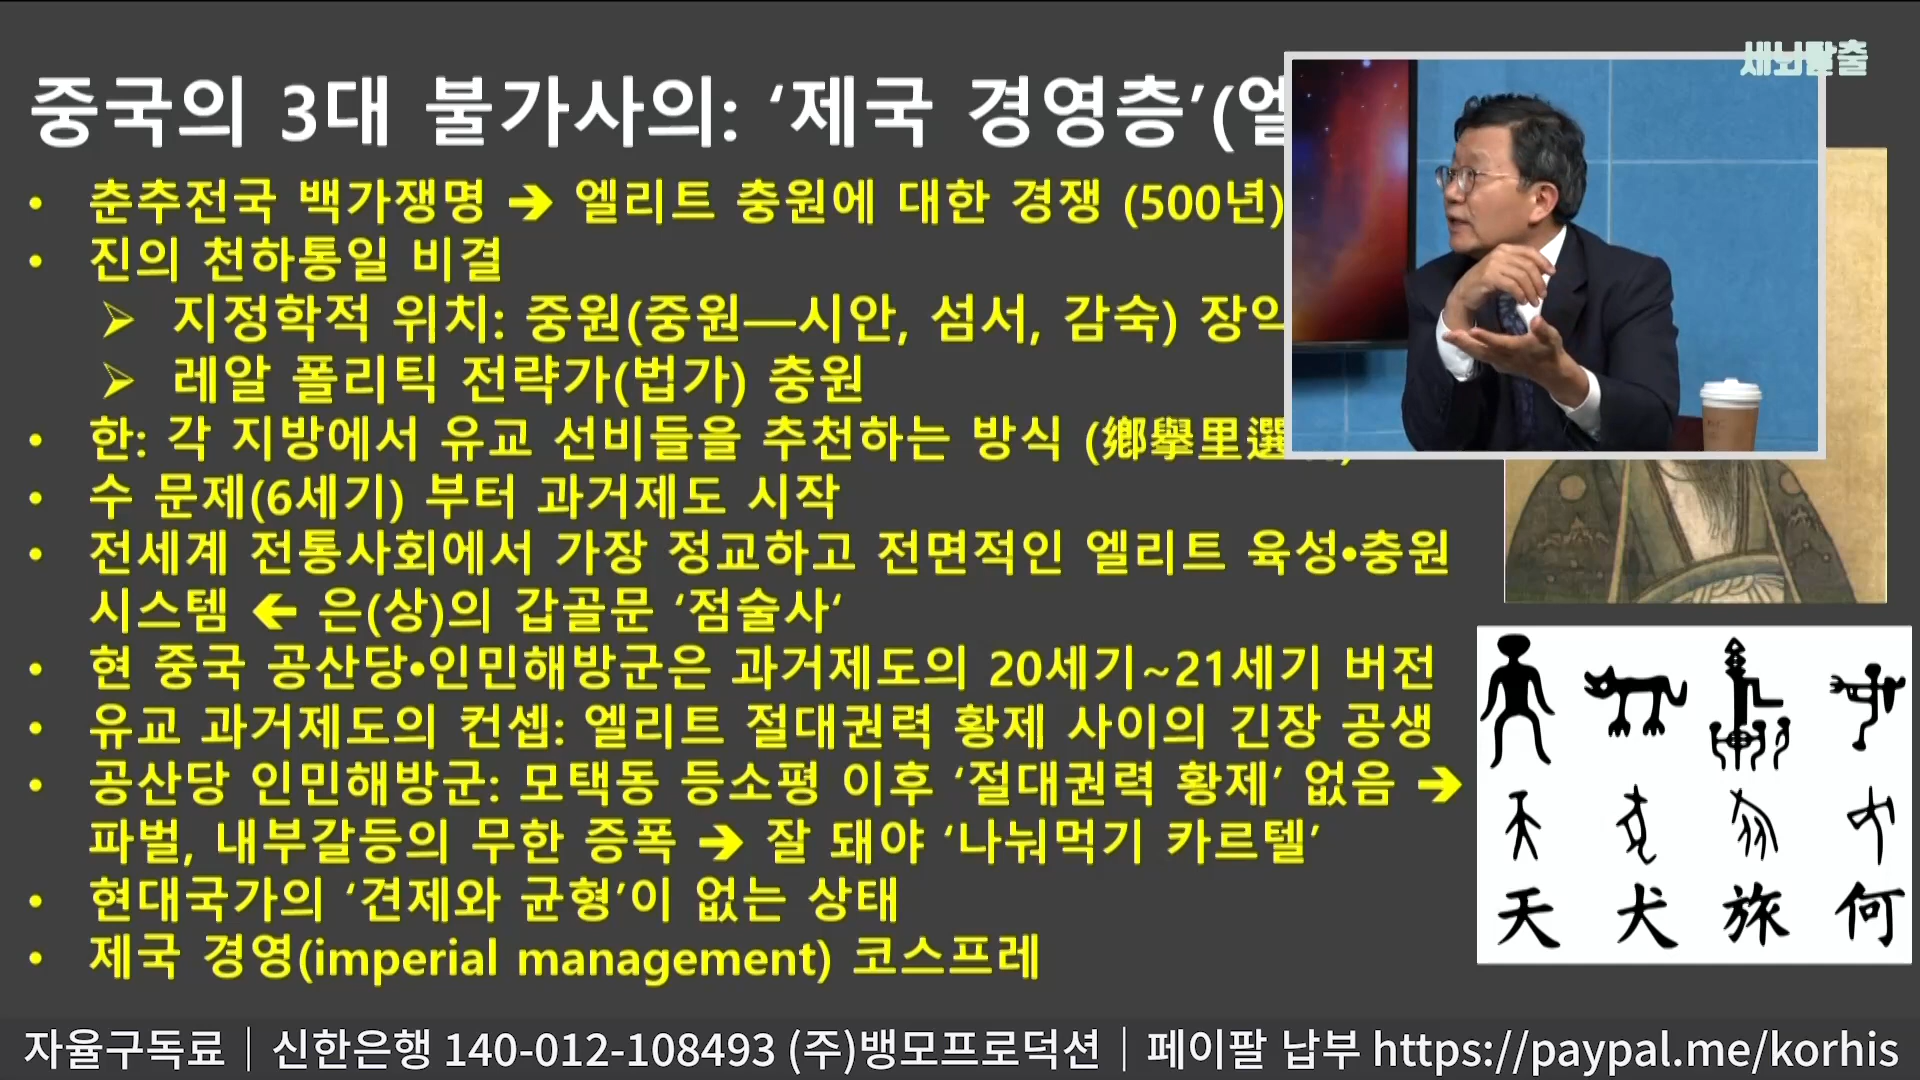 세뇌탈출
중국의 3대 불가사의: ‘제국 경영층’(엘
• 춘추전국 백가쟁명 ➔ 엘리트 충원에 대한 경쟁 (500년)
• 진의 천하통일 비결
➢ 지정학적 위치: 중원(중원—시안, 섬서, 감숙) 장악
➢ 레알 폴리틱 전략가(법가) 충원
• 한: 각 지방에서 유교 선비들을 추천하는 방식 (鄕擧里選
• 수 문제(6세기) 부터 과거제도 시작
• 전세계 전통사회에서 가장 정교하고 전면적인 엘리트 육성•충원
시스템 🡸 은(상)의 갑골문 ‘점술사‘
• 현 중국 공산당•인민해방군은 과거제도의 20세기~21세기 버전
• 유교 과거제도의 컨셉: 엘리트 절대권력 황제 사이의 긴장 공생
• 공산당 인민해방군: 모택동 등소평 이후 ‘절대권력 황제’ 없음 ➔
파벌, 내부갈등의 무한 증폭 ➔ 잘 돼야 ‘나눠먹기 카르텔’
• 현대국가의 ‘견제와 균형’이 없는 상태
• 제국 경영(imperial management) 코스프레
天 犬 旅 何
자율구독료│신한은행 140-012-108493 (주)뱅모프로덕션│페이팔 납부 https://paypal.me/korhis